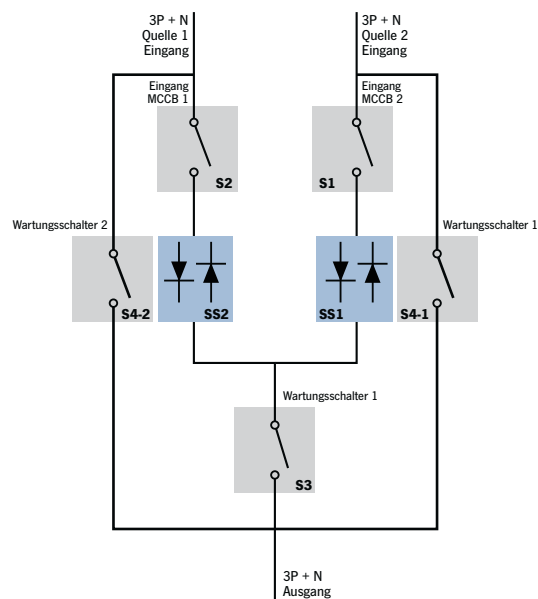 3P + N
Quelle 1
Eingang
3P + N
Quelle 2
Eingang
Eingang
MCCB 1
Eingang
MCCB 2
S2
S1
Wartungsschalter 2
Wartungsschalter 1
S4-2
SS2
SS1
S4-1
Wartungsschalter 1
S3
3P + N
Ausgang